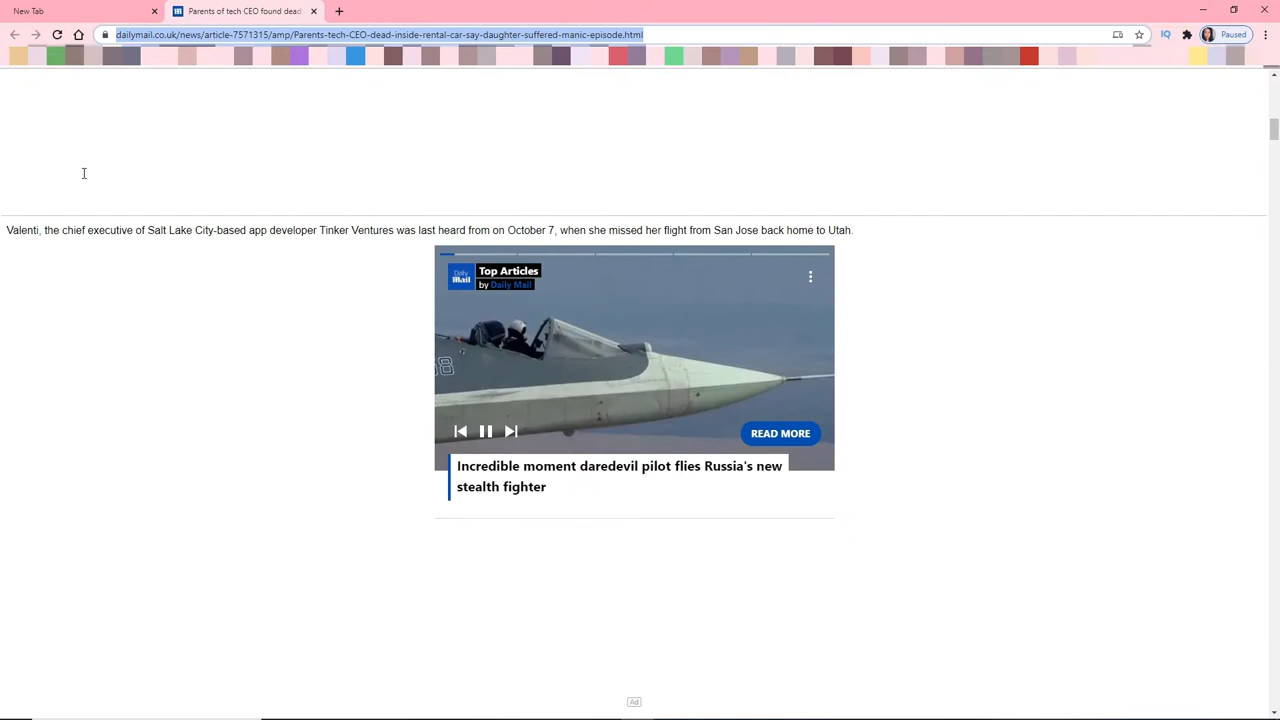 New Tab
Parents of tech CEO found dead
dailymail.co.uk/news/article-7571315/amp/Parents-tech-CEO-dead-inside-rental-car-say-daughter-suffered-manic-episode.html
IQ
Paused
Valenti, the chief executive of Salt Lake City-based app developer Tinker Ventures was last heard from on October 7, when she missed her flight from San Jose back home to Utah.
Daily Mail
Top Articles
by Daily Mail
58
READ MORE
Incredible moment daredevil pilot flies Russia's new
stealth fighter
Ad